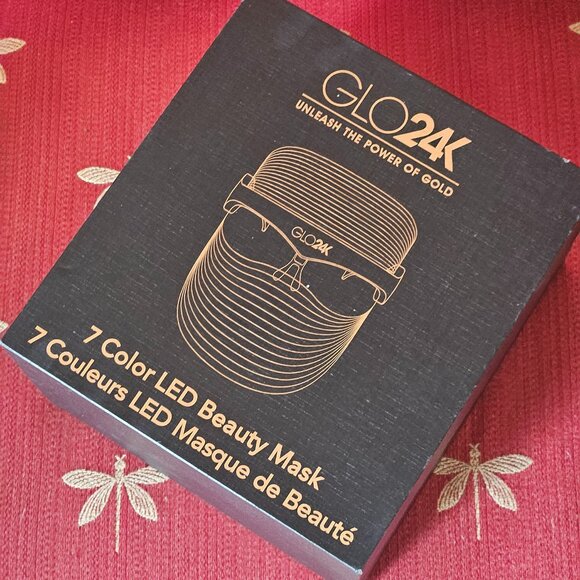 GLO24K
UNLEASH THE POWER OF GOLD
GLO24K
7 Color LED Beauty Mask
7 Couleurs LED Masque de Beauté